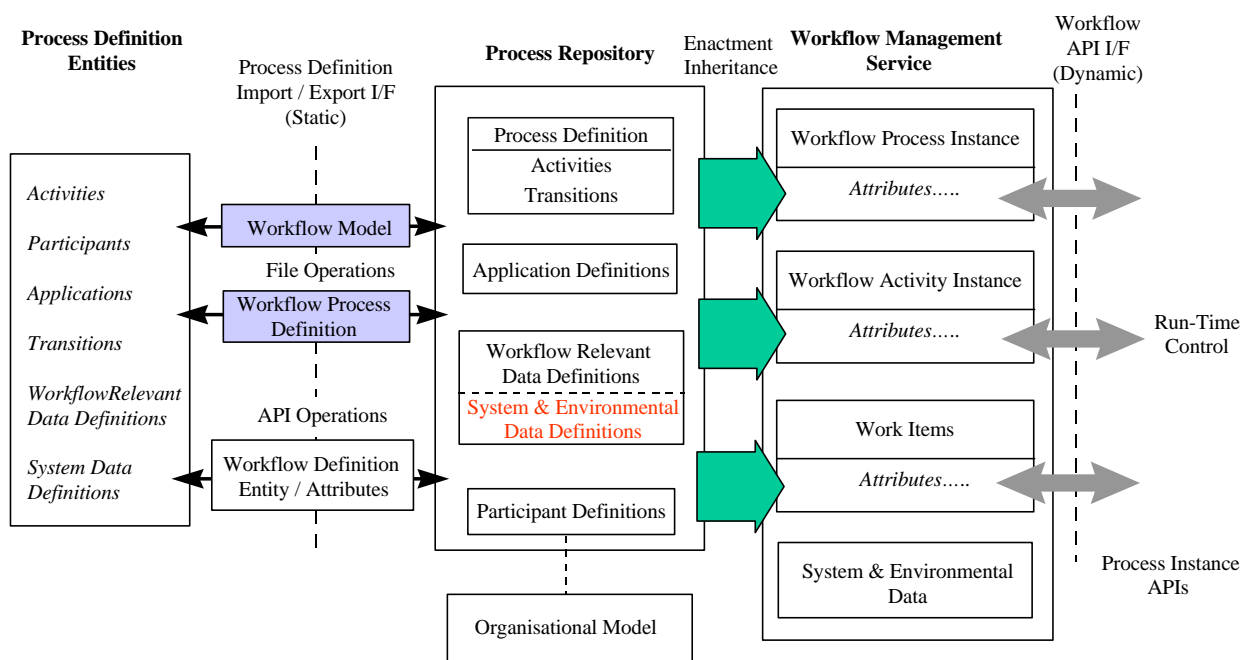 Process Definition
Entities
Activities
Participants
Applications
Transitions
WorkflowRelevant
Data Definitions
System Data
Definitions
Process Definition
Import / Export I/F
(Static)
Workflow Model
File Operations
Workflow Process
Definition
API Operations
Workflow Definition
Entity / Attributes
Process Repository
Process Definition
Activities
Transitions
Application Definitions
Workflow Relevant
Data Definitions
System & Environmental
Data Definitions
Participant Definitions
Organisational Model
Enactment
Inheritance
Workflow Management
Service
Workflow Process Instance
Attributes…..
Workflow Activity Instance
Attributes…..
Work Items
Attributes…..
System & Environmental
Data
Workflow
API I/F
(Dynamic)
Run-Time
Control
Process Instance
APIs